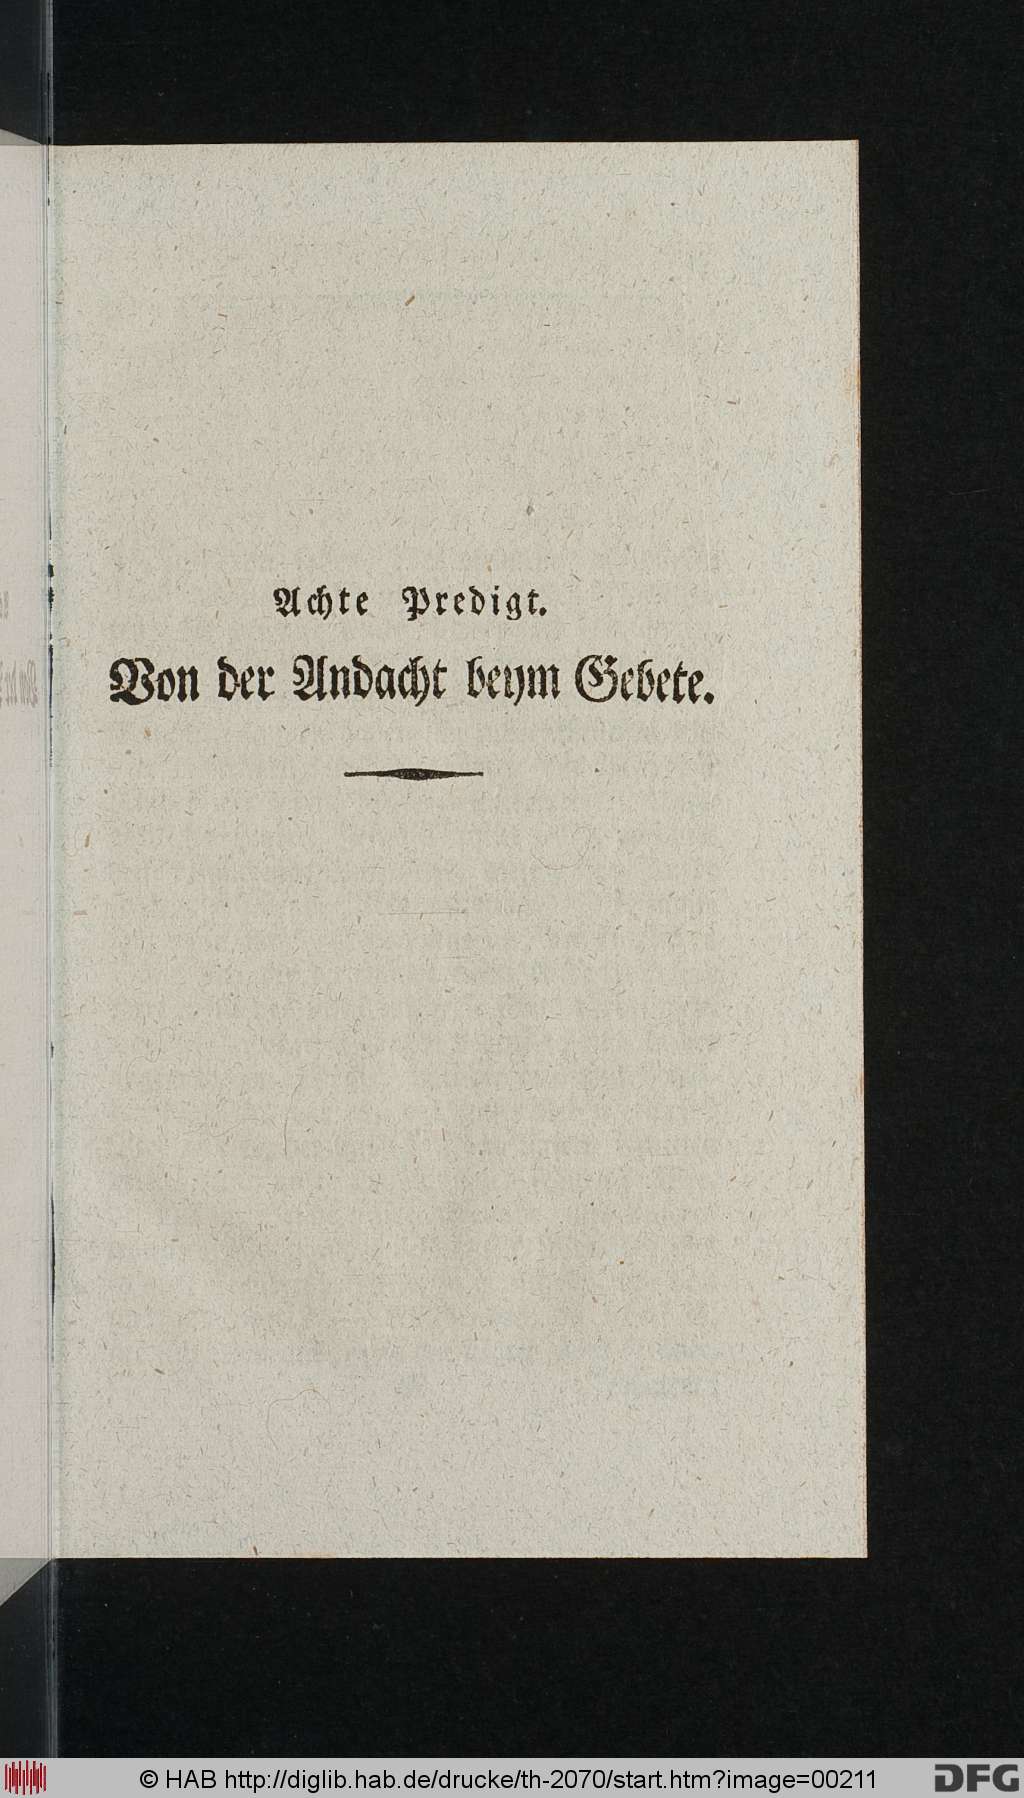 Achte Predigt.
Von der Andacht beym Gebete.
© HAB http://diglib.hab.de/drucke/th-2070/start.htm?image=00211
DFG